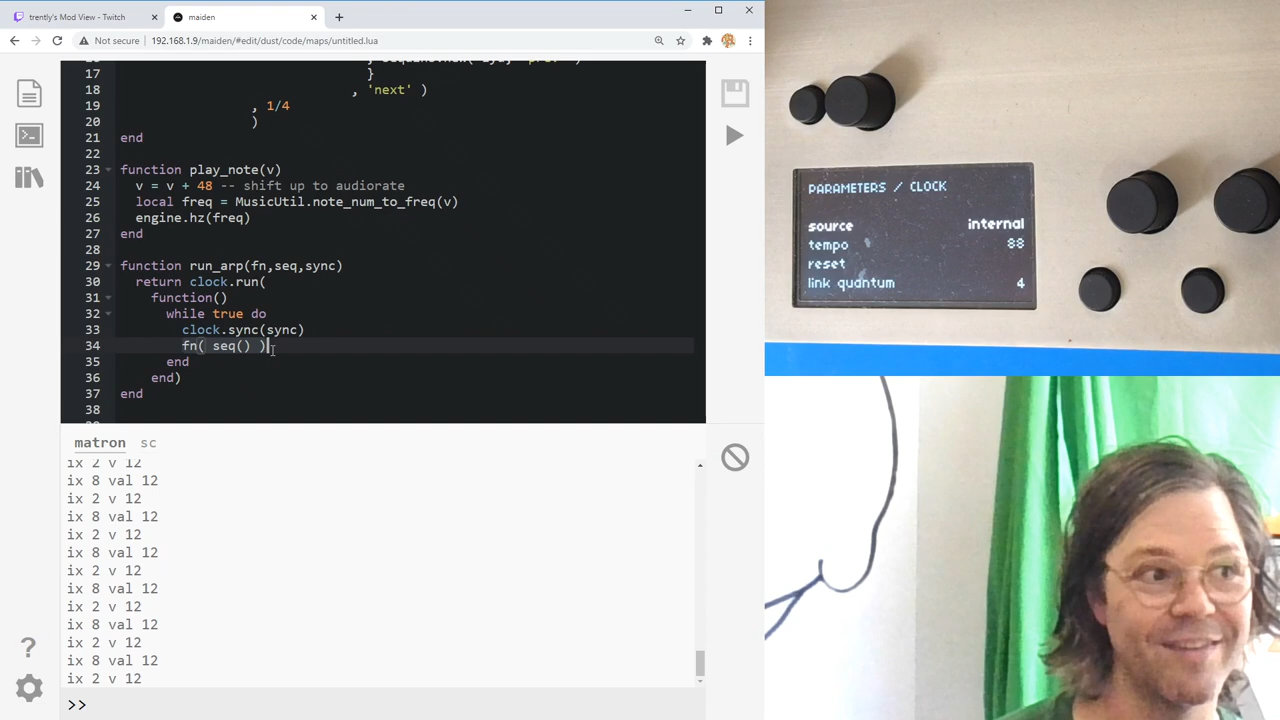 trently's Mod View - Twitch
maiden
Not secure 192.168.1.9/maiden/#edit/dust/code/maps/untitled.lua
17 }
18 , 'next' )
19 , 1/4
20 )
21 end
22
23 function play_note(v)
24 v = v + 48 -- shift up to audiorate
25 local freq = MusicUtil.note_num_to_freq(v)
26 engine.hz(freq)
27 end
28
29 function run_arp(fn,seq,sync)
30 return clock.run(
31 function()
32 while true do
33 clock.sync(sync)
34 fn( seq() )
35 end
36 end)
37 end
38
matron sc
ix 2 v 12
ix 8 val 12
ix 2 v 12
ix 8 val 12
ix 2 v 12
ix 8 val 12
ix 2 v 12
ix 8 val 12
ix 2 v 12
ix 8 val 12
ix 2 v 12
ix 8 val 12
ix 2 v 12
>>
?
PARAMETERS / CLOCK
source internal
tempo 88
reset
link quantum 4